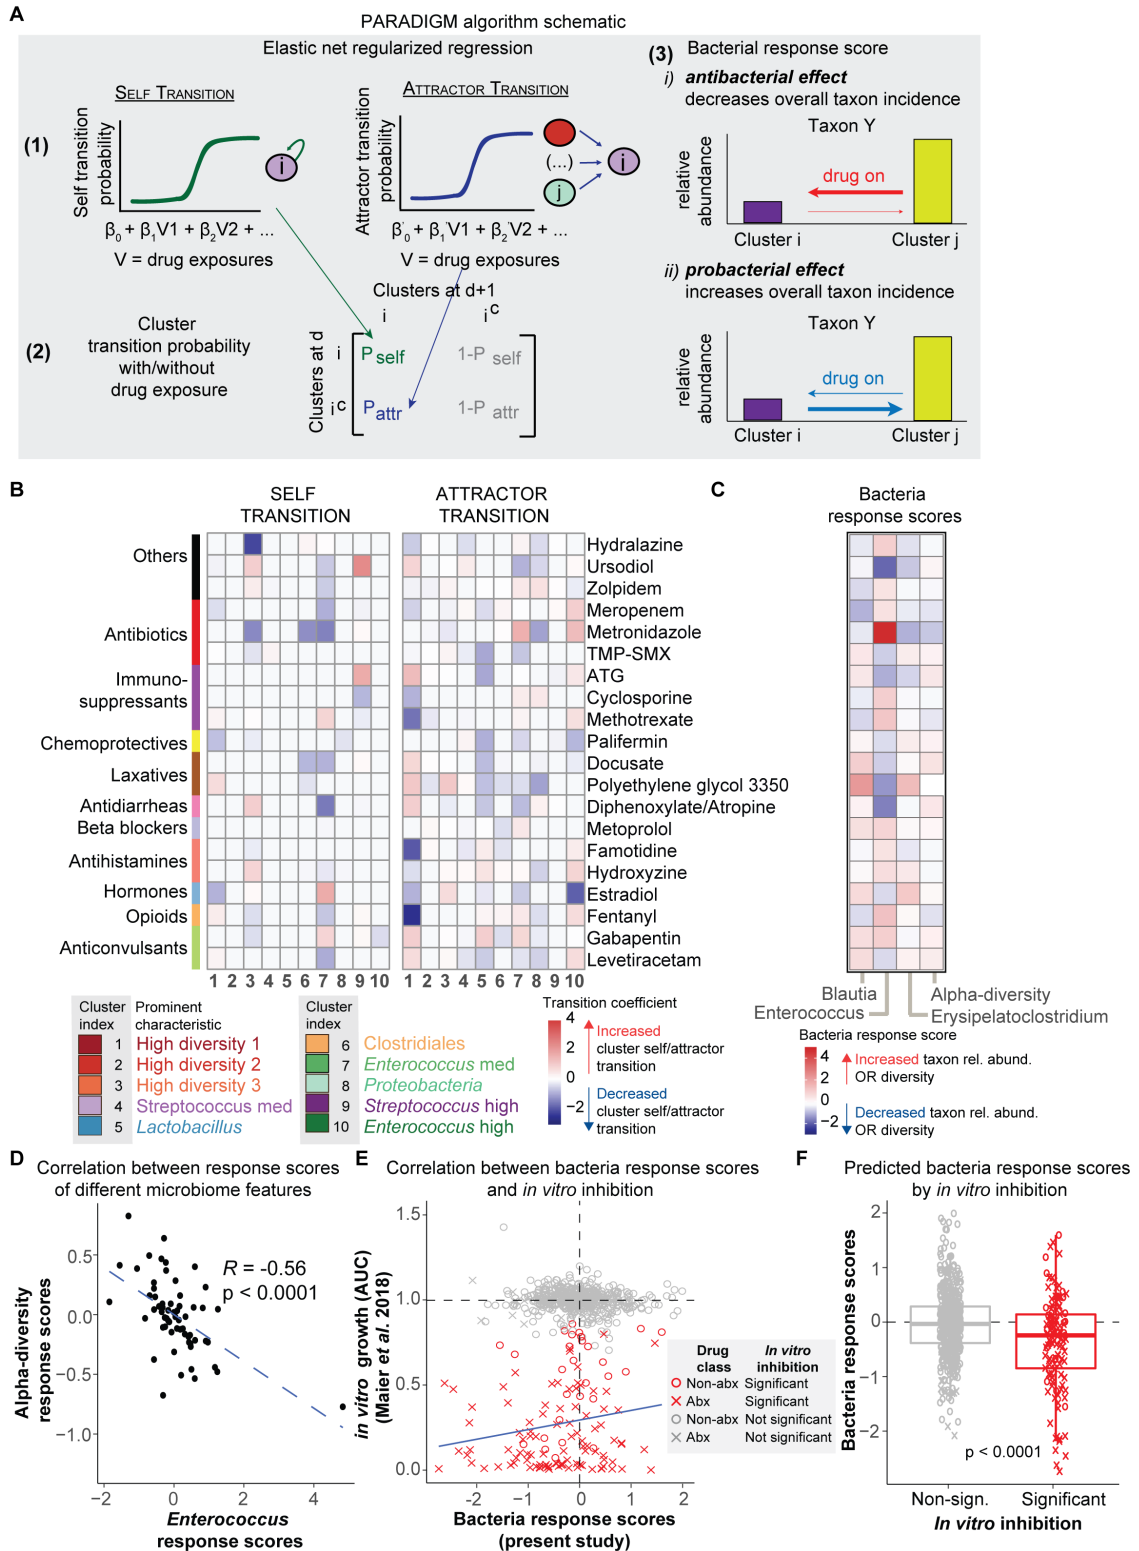 A
PARADIGM algorithm schematic
Elastic net regularized regression
SELF TRANSITION
ATTRACTOR TRANSITION
(1)
Self transition
probability
i
β0 + β1V1 + β2V2 + ...
V = drug exposures
Attractor transition
probability
(...)
j
i
β'0 + β'1V1 + β'2V2 + ...
V = drug exposures
(2)
Cluster
transition probability
with/without
drug exposure
Clusters at d+1
i
i^c
Clusters at d
i
P self
1-P self
i^c
P attr
1-P attr
(3) Bacterial response score
i) antibacterial effect
decreases overall taxon incidence
Taxon Y
relative
abundance
drug on
Cluster i
Cluster j
ii) probacterial effect
increases overall taxon incidence
Taxon Y
relative
abundance
drug on
Cluster i
Cluster j
B
SELF
TRANSITION
ATTRACTOR
TRANSITION
Others
Antibiotics
Immuno-
suppressants
Chemoprotectives
Laxatives
Antidiarrheas
Beta blockers
Antihistamines
Hormones
Opioids
Anticonvulsants
Hydralazine
Ursodiol
Zolpidem
Meropenem
Metronidazole
TMP-SMX
ATG
Cyclosporine
Methotrexate
Palifermin
Docusate
Polyethylene glycol 3350
Diphenoxylate/Atropine
Metoprolol
Famotidine
Hydroxyzine
Estradiol
Fentanyl
Gabapentin
Levetiracetam
1 2 3 4 5 6 7 8 9 10
1 2 3 4 5 6 7 8 9 10
Cluster
index
Prominent
characteristic
1 High diversity 1
2 High diversity 2
3 High diversity 3
4 Streptococcus med
5 Lactobacillus
Cluster
index
6 Clostridiales
7 Enterococcus med
8 Proteobacteria
9 Streptococcus high
10 Enterococcus high
Transition coefficient
4
2
0
−2
Increased
cluster self/attractor
transition
Decreased
cluster self/attractor
transition
C
Bacteria
response scores
Blautia
Enterococcus
Alpha-diversity
Erysipelatoclostridium
Bacteria response score
4
2
0
−2
Increased taxon rel. abund.
OR diversity
Decreased taxon rel. abund.
OR diversity
D
Correlation between response scores
of different microbiome features
Alpha-diversity
response scores
0.5
0.0
−0.5
−1.0
R = -0.56
p < 0.0001
−2 0 2 4
Enterococcus
response scores
E
Correlation between bacteria response scores
and in vitro inhibition
in vitro growth (AUC)
(Maier et al. 2018)
1.5
1.0
0.5
0.0
-2 -1 0 1 2
Bacteria response scores
(present study)
Drug
class
In vitro
inhibition
Non-abx Significant
Abx Significant
Non-abx Not significant
Abx Not significant
F
Predicted bacteria response scores
by in vitro inhibition
Bacteria response scores
2
0
−1
−2
p < 0.0001
Non-sign.
Significant
In vitro inhibition